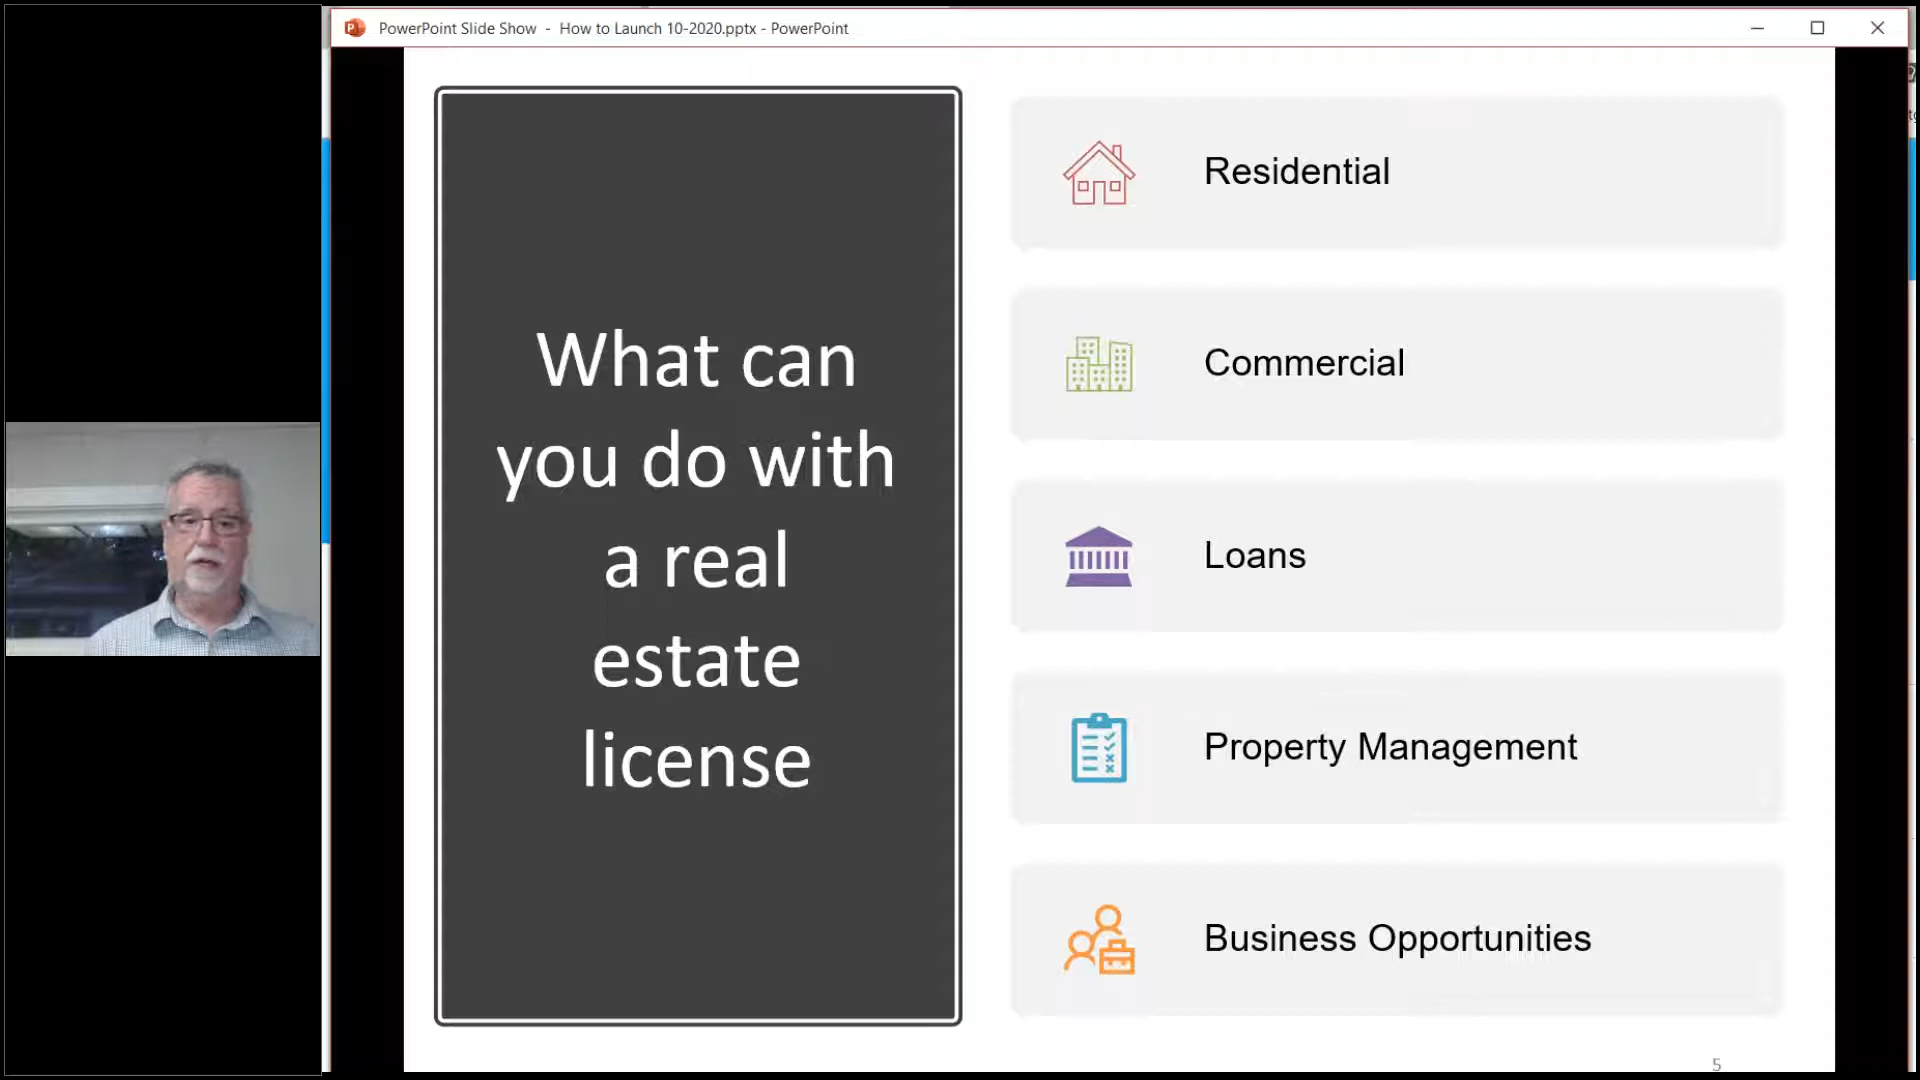 PowerPoint Slide Show - How to Launch 10-2020.pptx - PowerPoint
What can
you do with
a real
estate
license
Residential
Commercial
Loans
Property Management
Business Opportunities
5